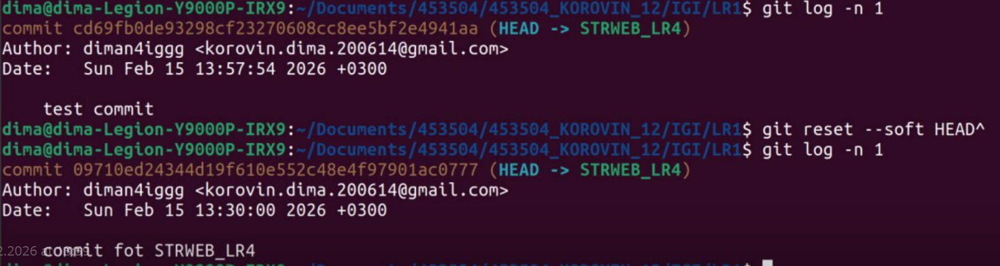 dima@dima-Legion-Y9000P-IRX9:~/Documents/453504/453504_KOROVIN_12/IGI/LR1$ git log -n 1
commit cd69fb0de93298cf23270608cc8ee5bf2e4941aa (HEAD -> STRWEB_LR4)
Author: diman4iggg <korovin.dima.200614@gmail.com>
Date:   Sun Feb 15 13:57:54 2026 +0300
test commit
dima@dima-Legion-Y9000P-IRX9:~/Documents/453504/453504_KOROVIN_12/IGI/LR1$ git reset --soft HEAD^
dima@dima-Legion-Y9000P-IRX9:~/Documents/453504/453504_KOROVIN_12/IGI/LR1$ git log -n 1
commit 09710ed24344d19f610e552c48e4f97901ac0777 (HEAD -> STRWEB_LR4)
Author: diman4iggg <korovin.dima.200614@gmail.com>
Date:   Sun Feb 15 13:30:00 2026 +0300
commit fot STRWEB_LR4